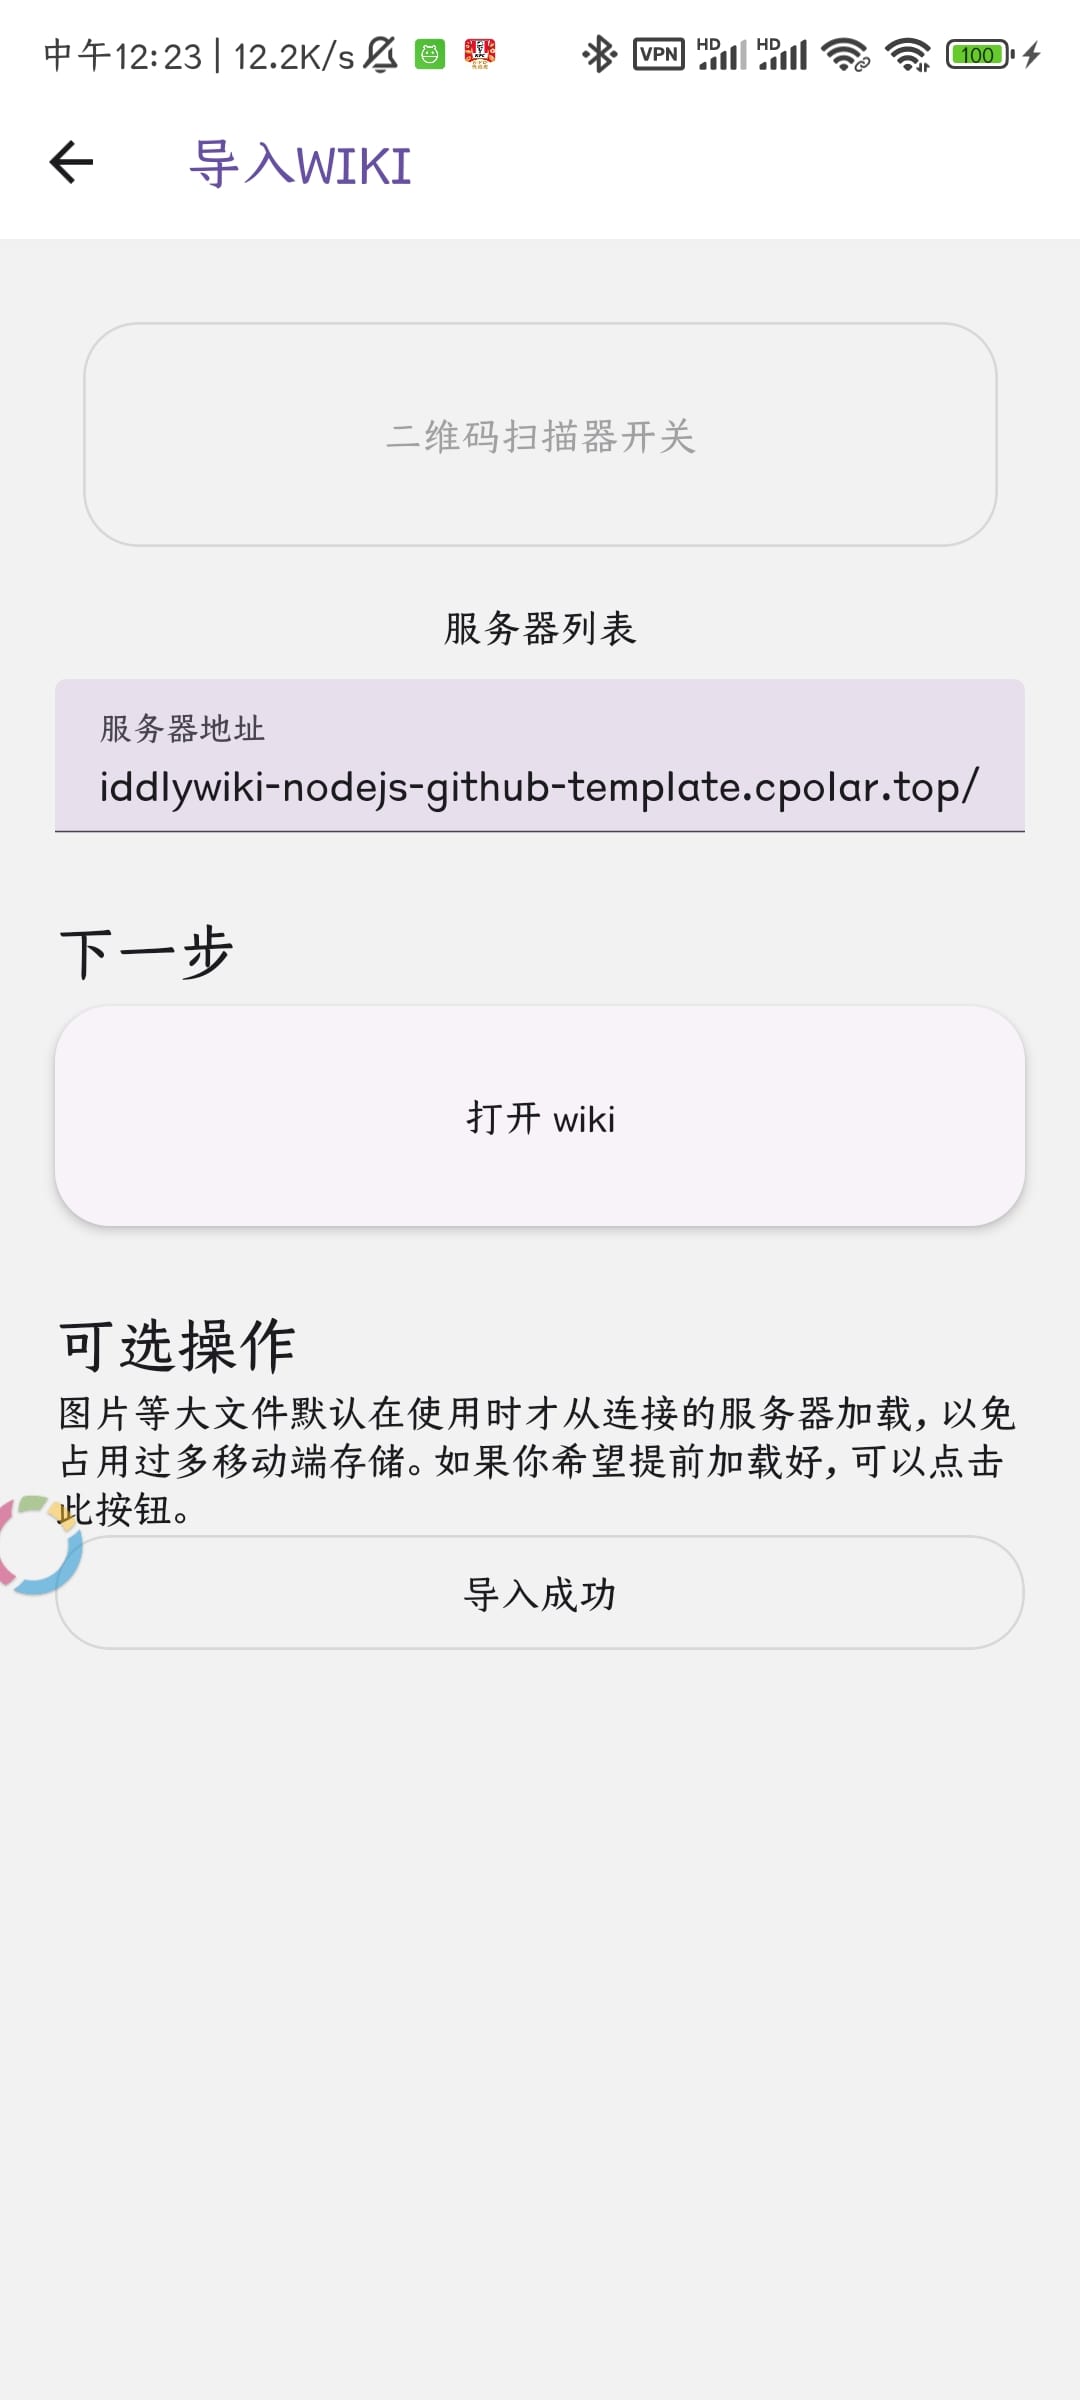 中午12:23 | 12.2K/s
VPN HD HD 100
导入WIKI
二维码扫描器开关
服务器列表
服务器地址
iddlywiki-nodejs-github-template.cpolar.top/
下一步
打开 wiki
可选操作
图片等大文件默认在使用时才从连接的服务器加载,以免
占用过多移动端存储。如果你希望提前加载好,可以点击
此按钮。
导入成功